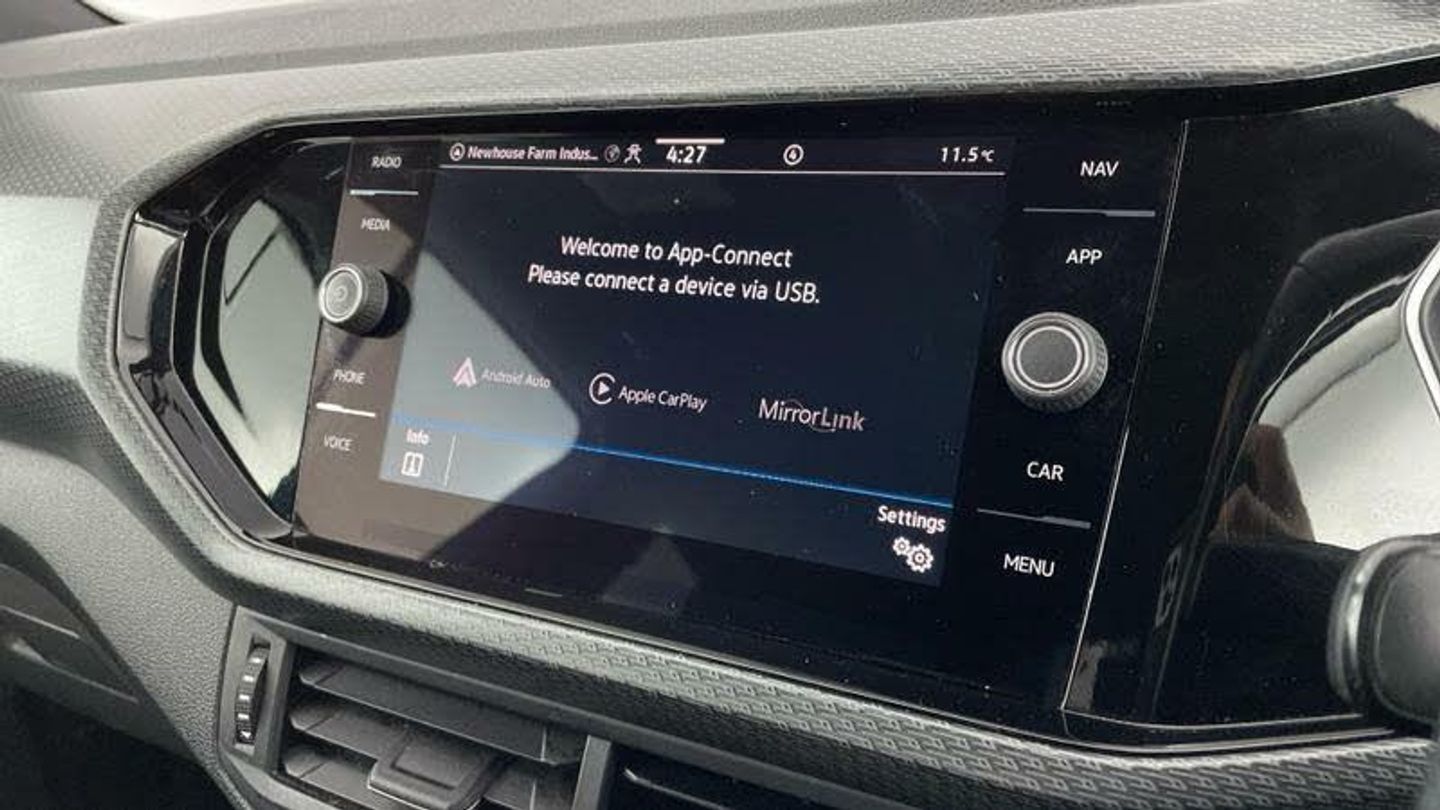 RADIO
MEDIA
PHONE
VOICE
Newhouse Farm Indus...
4:27
4
11.5°C
Welcome to App-Connect
Please connect a device via USB.
Android Auto
Apple CarPlay
MirrorLink
Info
Settings
NAV
APP
CAR
MENU